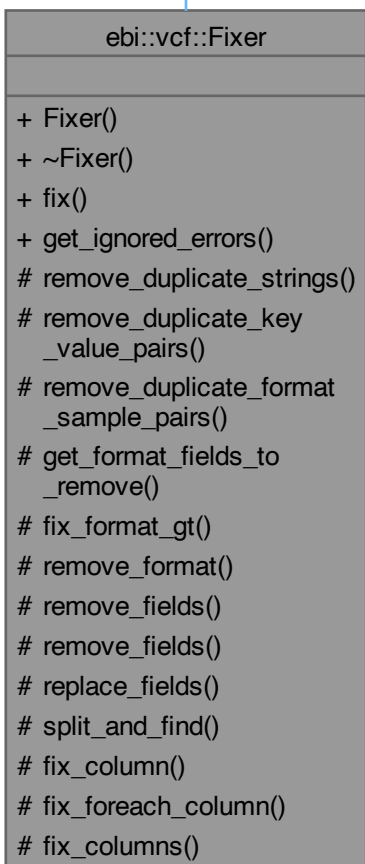 ebi::vcf::Fixer
+ Fixer()
+ ~Fixer()
+ fix()
+ get_ignored_errors()
# remove_duplicate_strings()
# remove_duplicate_key
_value_pairs()
# remove_duplicate_format
_sample_pairs()
# get_format_fields_to
_remove()
# fix_format_gt()
# remove_format()
# remove_fields()
# remove_fields()
# replace_fields()
# split_and_find()
# fix_column()
# fix_foreach_column()
# fix_columns()